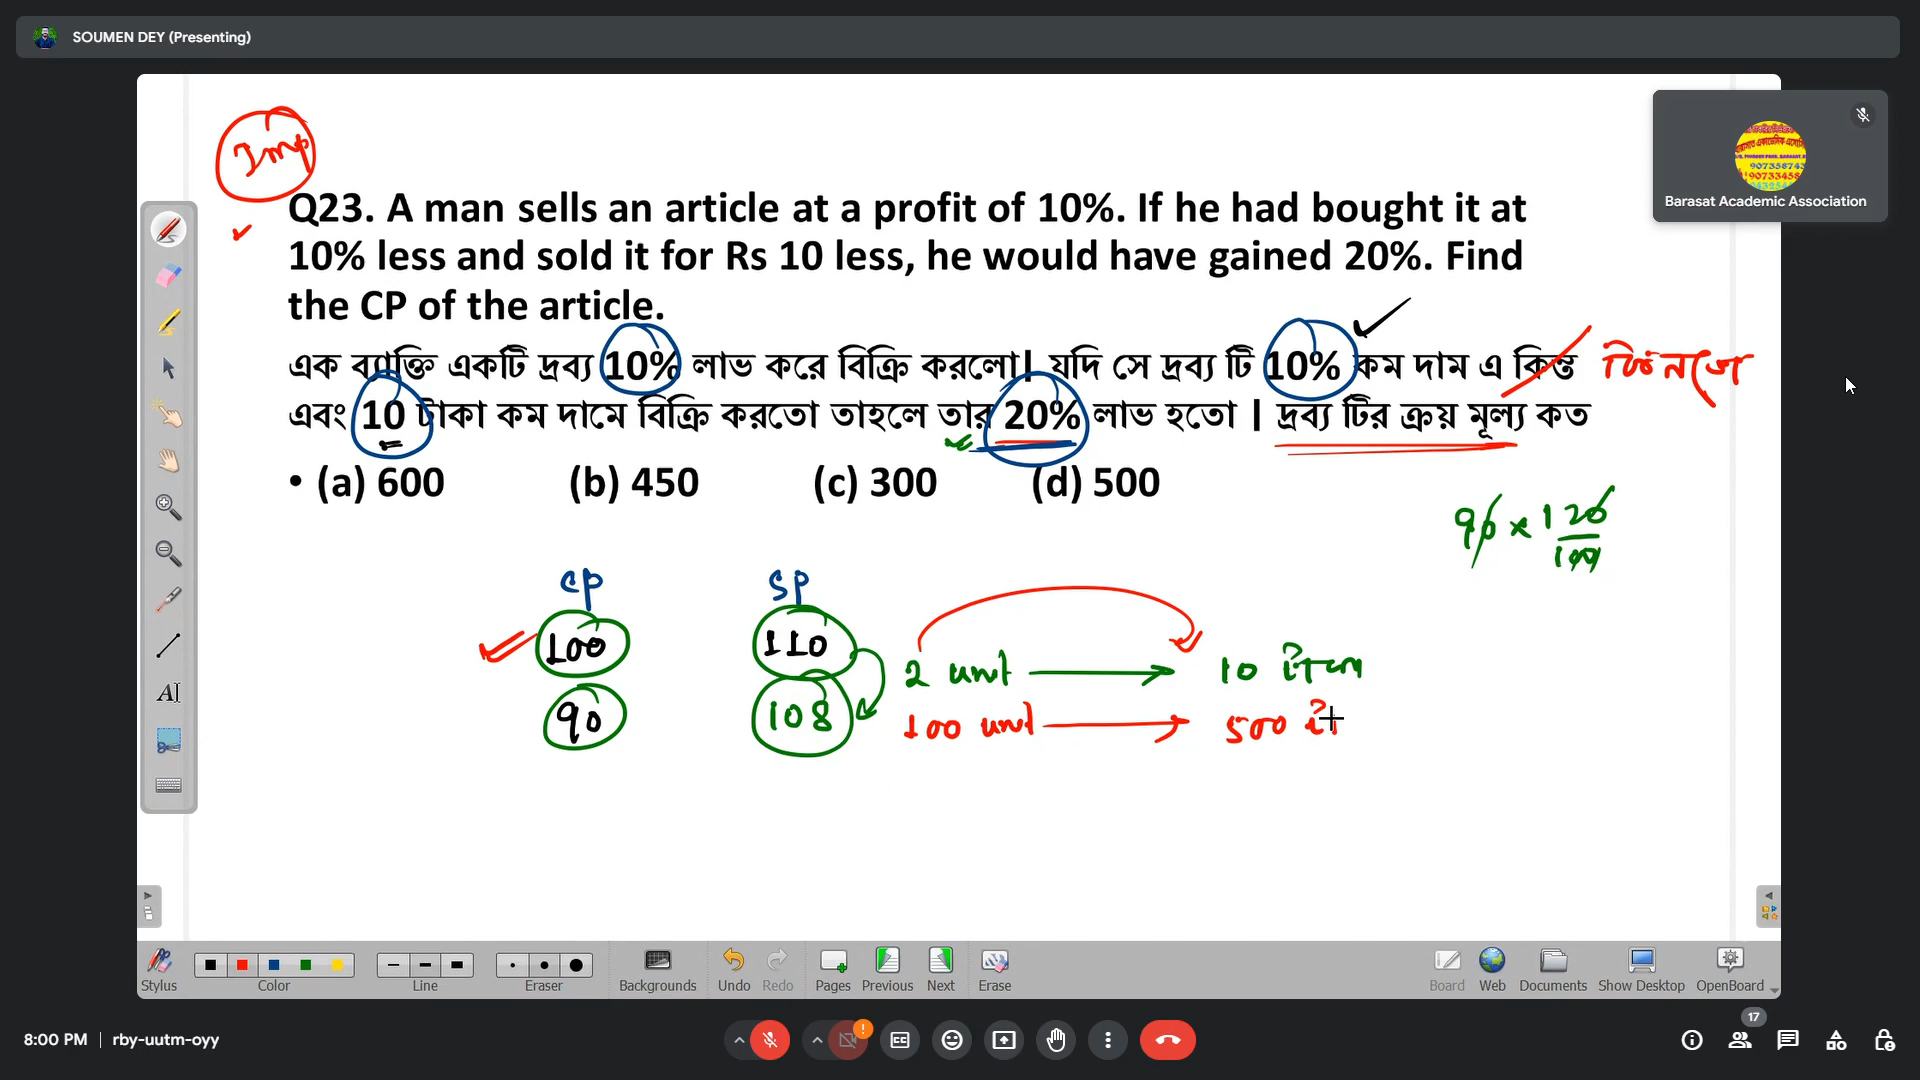 SOUMEN DEY (Presenting)
Imp
Barasat Academic Association
Q23. A man sells an article at a profit of 10%. If he had bought it at
10% less and sold it for Rs 10 less, he would have gained 20%. Find
the CP of the article.
এক ব্যাক্তি একটি দ্রব্য 10% লাভ করে বিক্রি করলো। যদি সে দ্রব্য টি 10% কম দাম এ কিন্ত কিনতো
এবং 10 টাকা কম দামে বিক্রি করতো তাহলে তার 20% লাভ হতো । দ্রব্য টির ক্রয় মূল্য কত
• (a) 600 (b) 450 (c) 300 (d) 500
90 × 120
100
CP SP
100 110 2 unit 10
90 108 100 unit 500
Stylus Color Line Eraser Backgrounds Undo Redo Pages Previous Next Erase Board Web Documents Show Desktop OpenBoard
8:00 PM | rby-uutm-oyy
17